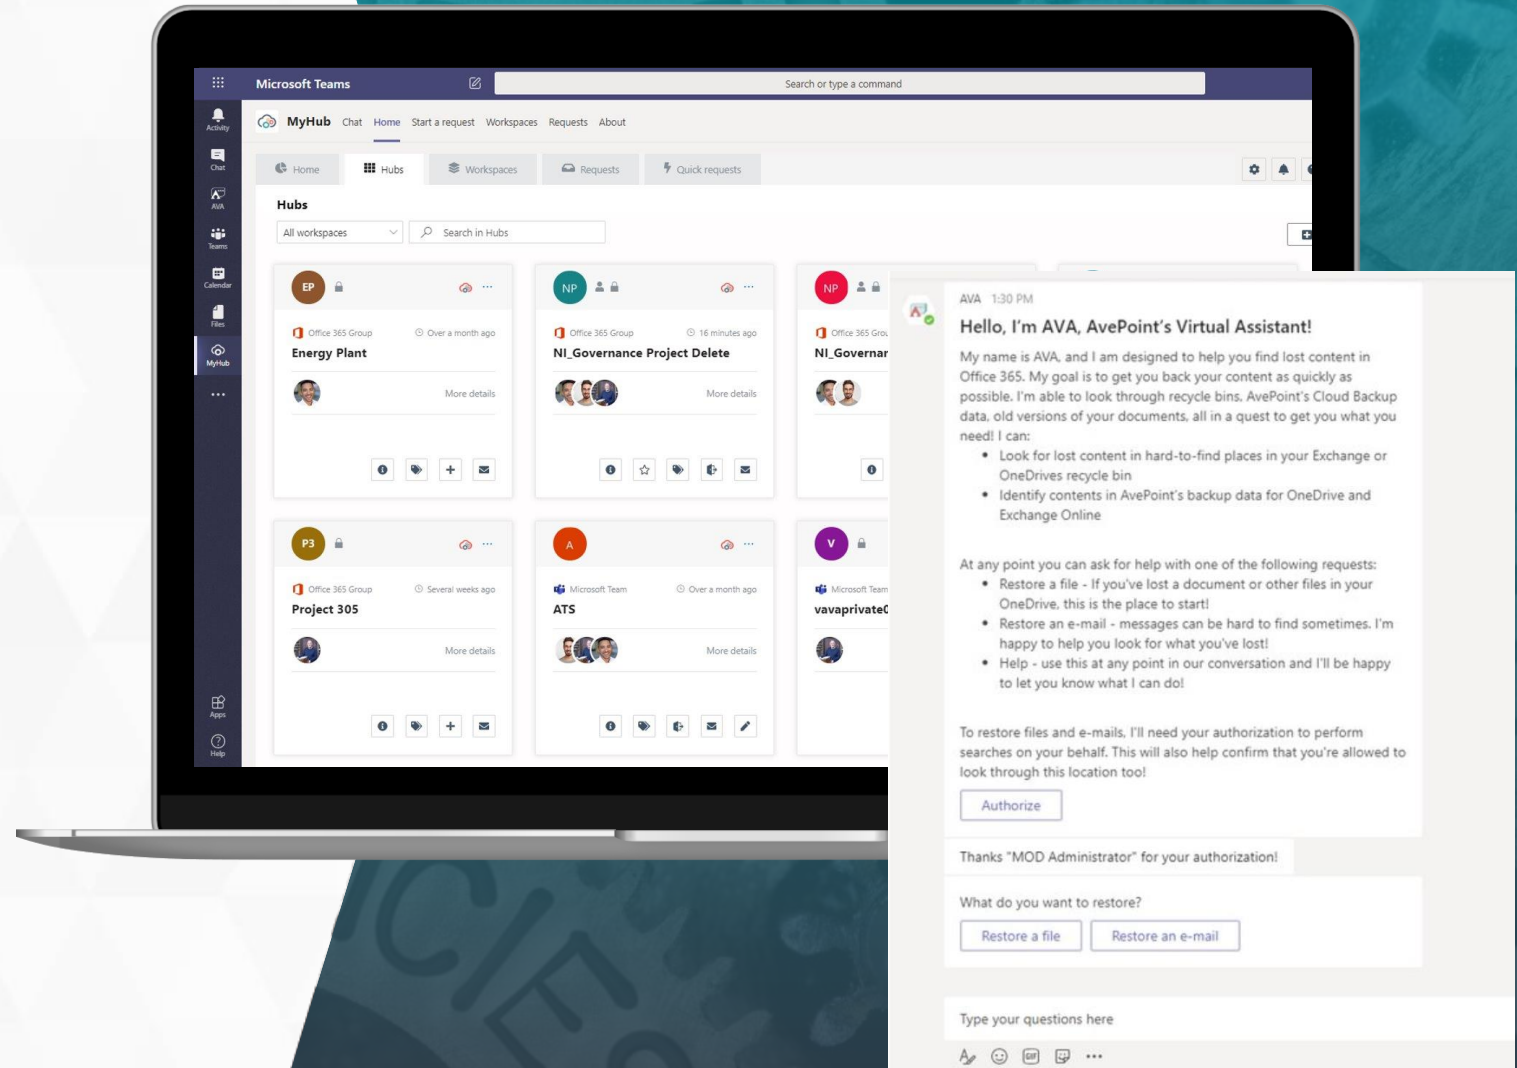 Microsoft Teams
Search or type a command
Activity
Chat
AVA
Teams
Calendar
Files
MyHub
Apps
Help
MyHub Chat Home Start a request Workspaces Requests About
Home Hubs Workspaces Requests Quick requests
Hubs
All workspaces Search in Hubs
EP
Office 365 Group Over a month ago
Energy Plant
More details
NP
Office 365 Group 16 minutes ago
NI_Governance Project Delete
More details
NP
Office 365 Grou
NI_Governar
P3
Office 365 Group Several weeks ago
Project 305
More details
A
Microsoft Team Over a month ago
ATS
More details
V
Microsoft Team
vavaprivate0
AVA 1:30 PM
Hello, I'm AVA, AvePoint's Virtual Assistant!
My name is AVA, and I am designed to help you find lost content in
Office 365. My goal is to get you back your content as quickly as
possible. I'm able to look through recycle bins, AvePoint's Cloud Backup
data, old versions of your documents, all in a quest to get you what you
need! I can:
• Look for lost content in hard-to-find places in your Exchange or
OneDrives recycle bin
• Identify contents in AvePoint's backup data for OneDrive and
Exchange Online
At any point you can ask for help with one of the following requests:
• Restore a file - If you've lost a document or other files in your
OneDrive, this is the place to start!
• Restore an e-mail - messages can be hard to find sometimes. I'm
happy to help you look for what you've lost!
• Help - use this at any point in our conversation and I'll be happy
to let you know what I can do!
To restore files and e-mails, I'll need your authorization to perform
searches on your behalf. This will also help confirm that you're allowed to
look through this location too!
Authorize
Thanks "MOD Administrator" for your authorization!
What do you want to restore?
Restore a file Restore an e-mail
Type your questions here
GIF